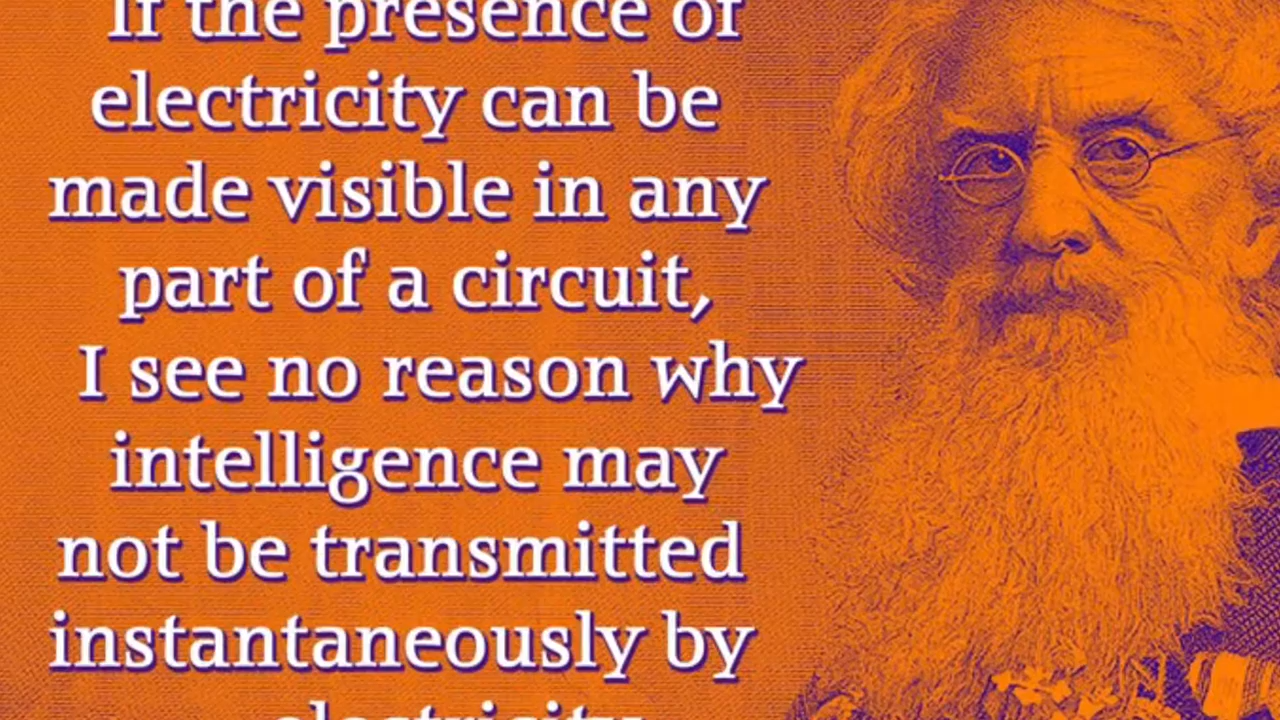 If the presence of
electricity can be
made visible in any
part of a circuit,
I see no reason why
intelligence may
not be transmitted
instantaneously by
electricity